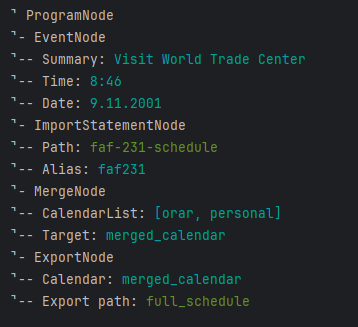 ⌝ ProgramNode
⌝- EventNode
⌝-- Summary: Visit World Trade Center
⌝-- Time: 8:46
⌝-- Date: 9.11.2001
⌝- ImportStatementNode
⌝-- Path: faf-231-schedule
⌝-- Alias: faf231
⌝- MergeNode
⌝-- CalendarList: [orar, personal]
⌝-- Target: merged_calendar
⌝- ExportNode
⌝-- Calendar: merged_calendar
⌝-- Export path: full_schedule